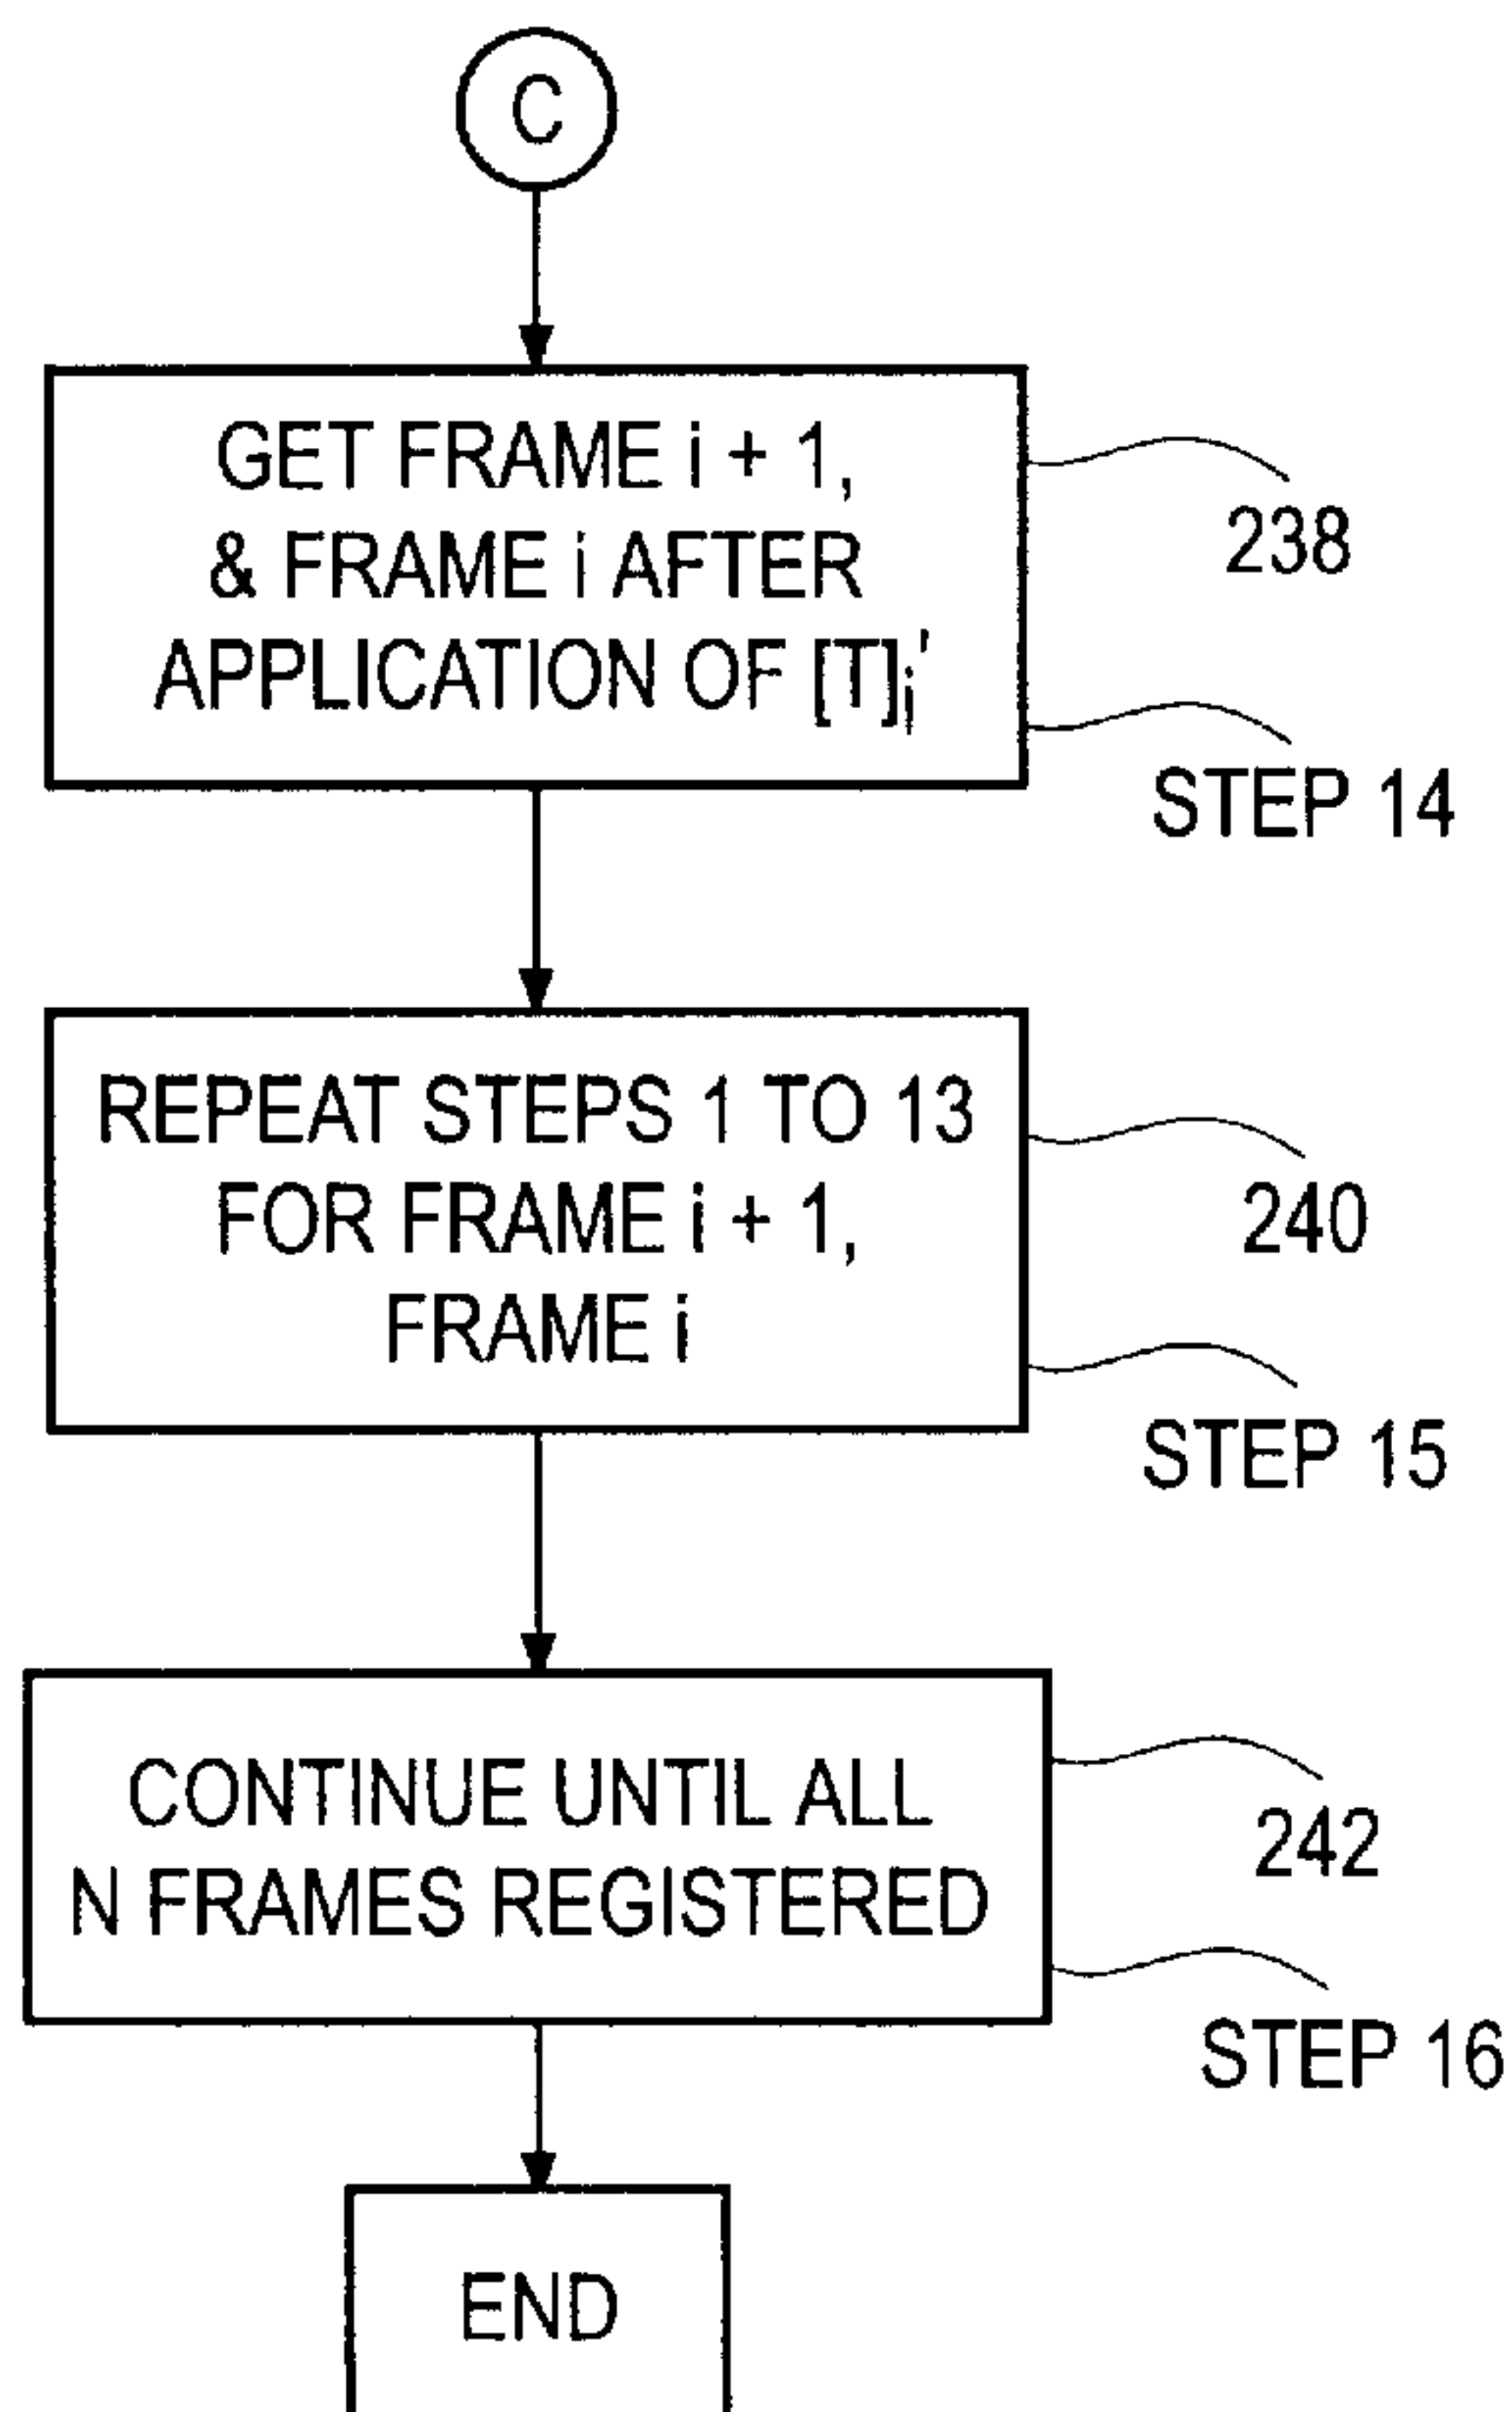 C
GET FRAME i + 1,
& FRAME i AFTER
APPLICATION OF [T]i'
238
STEP 14
REPEAT STEPS 1 TO 13
FOR FRAME i + 1,
FRAME i
240
STEP 15
CONTINUE UNTIL ALL
N FRAMES REGISTERED
242
STEP 16
END